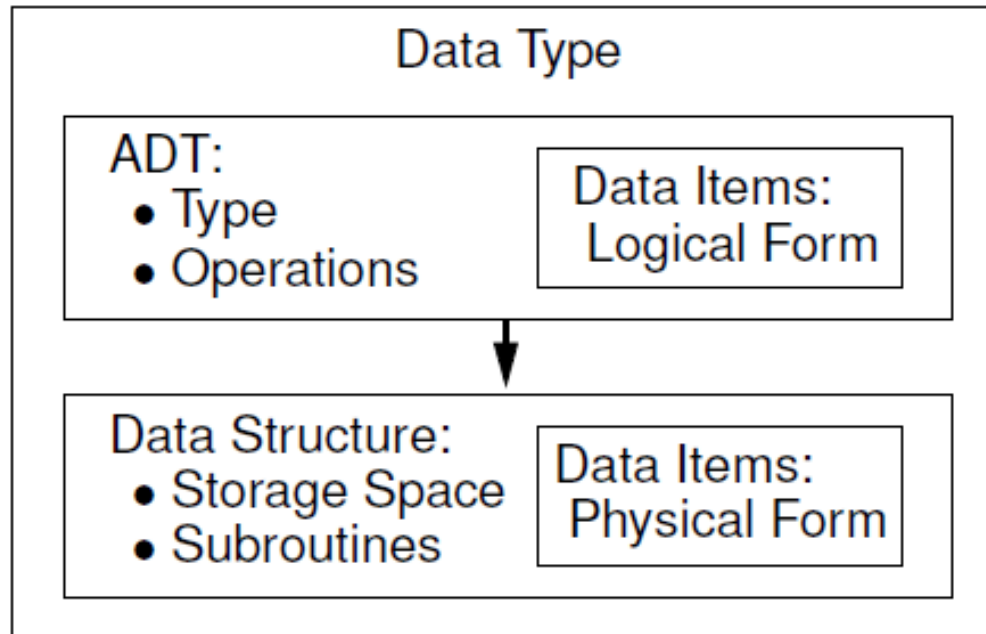 Data Type
ADT:
• Type
• Operations
Data Items:
Logical Form
Data Structure:
• Storage Space
• Subroutines
Data Items:
Physical Form